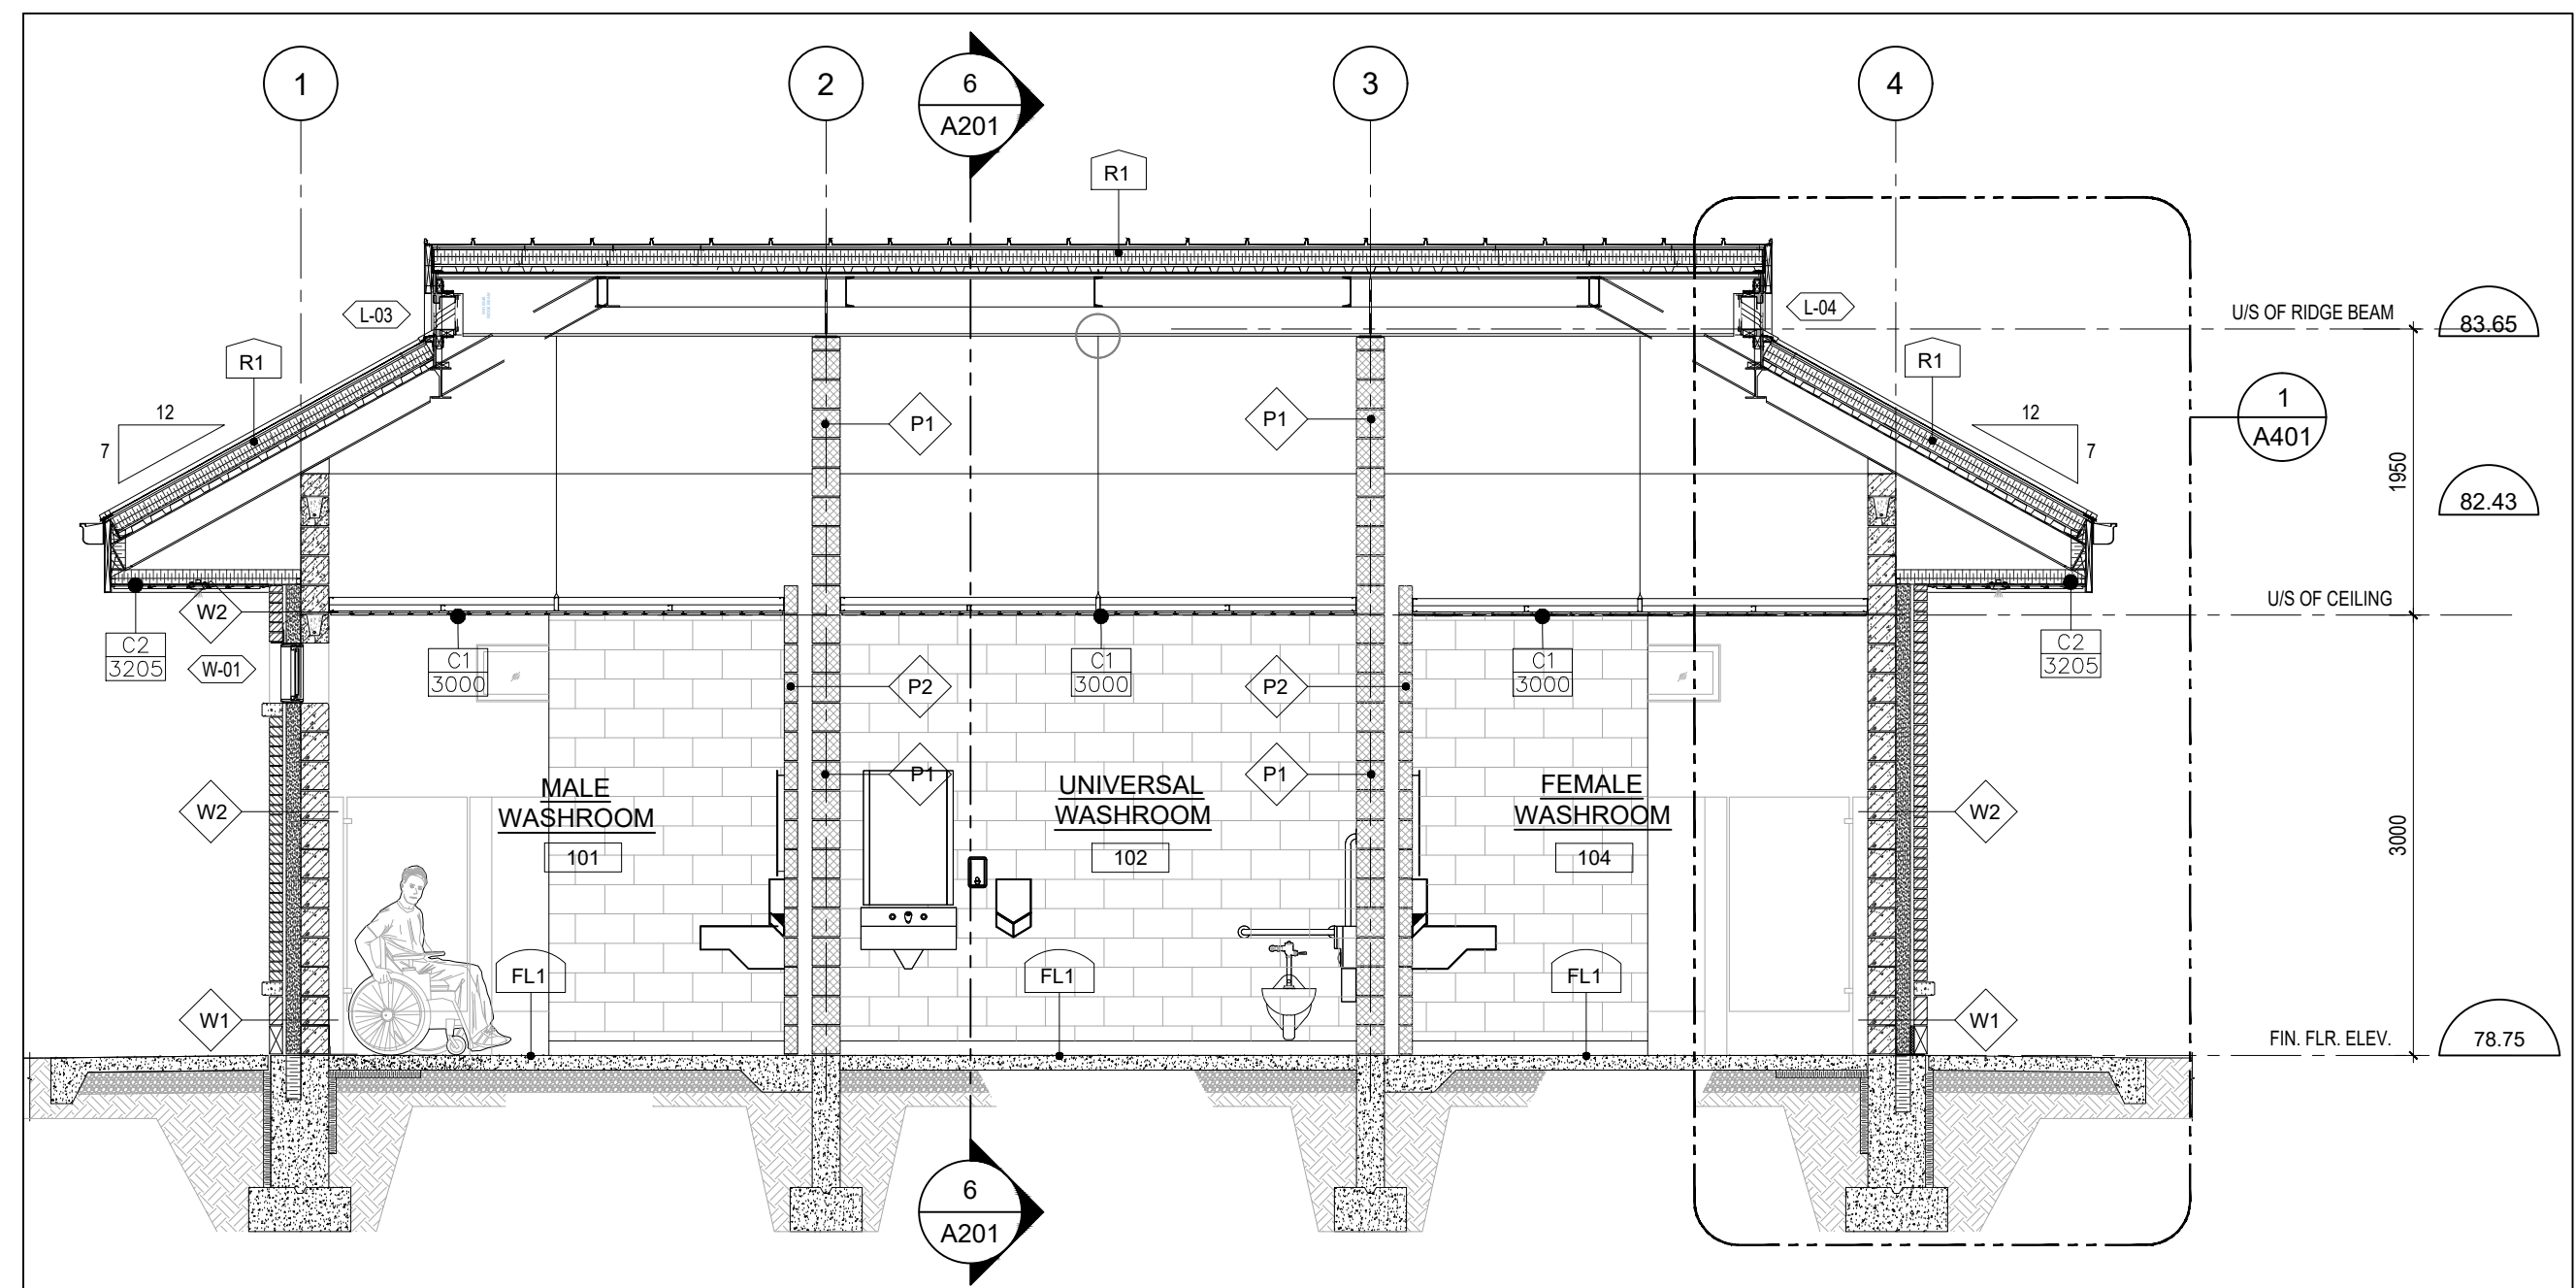 1
2
6
A201
3
4
R1
L-03
L-04
U/S OF RIDGE BEAM
83.65
R1
R1
12
7
12
7
P1
P1
1
A401
1950
82.43
W2
U/S OF CEILING
C2
3205
W-01
C1
3000
C1
3000
C1
3000
C2
3205
P2
P2
P1
P1
MALE
WASHROOM
101
UNIVERSAL
WASHROOM
102
FEMALE
WASHROOM
104
W2
W2
3000
FL1
FL1
FL1
W1
W1
FIN. FLR. ELEV.
78.75
6
A201